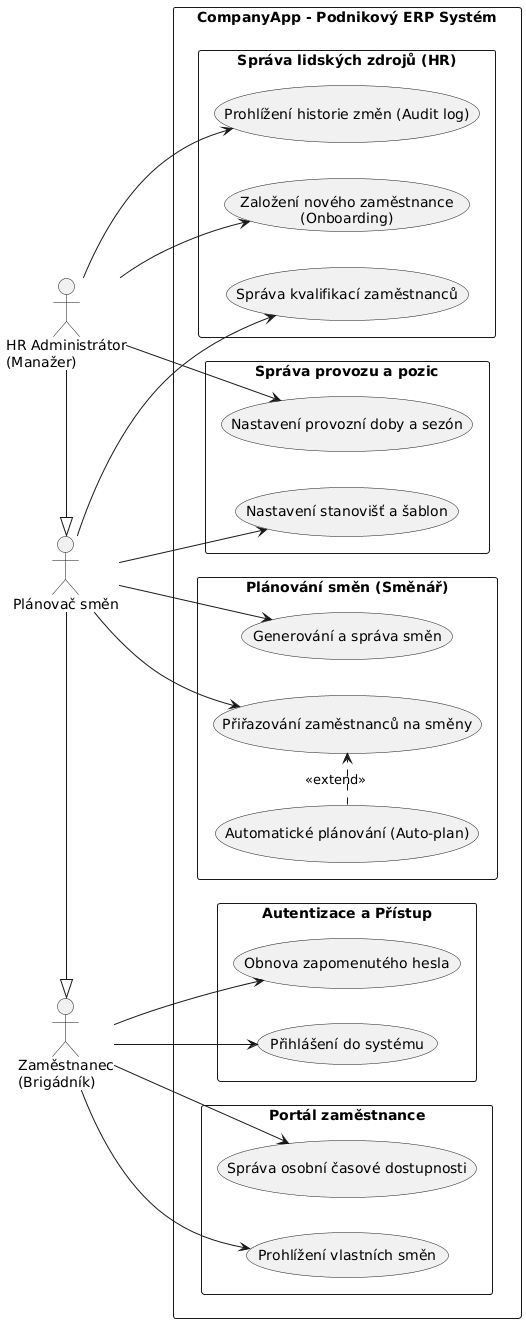 CompanyApp - Podnikový ERP Systém
Správa lidských zdrojů (HR)
Prohlížení historie změn (Audit log)
Založení nového zaměstnance
(Onboarding)
Správa kvalifikací zaměstnanců
HR Administrátor
(Manažer)
Správa provozu a pozic
Nastavení provozní doby a sezón
Nastavení stanovišť a šablon
Plánovač směn
Plánování směn (Směnář)
Generování a správa směn
Přiřazování zaměstnanců na směny
«extend»
Automatické plánování (Auto-plan)
Autentizace a Přístup
Obnova zapomenutého hesla
Přihlášení do systému
Zaměstnanec
(Brigádník)
Portál zaměstnance
Správa osobní časové dostupnosti
Prohlížení vlastních směn